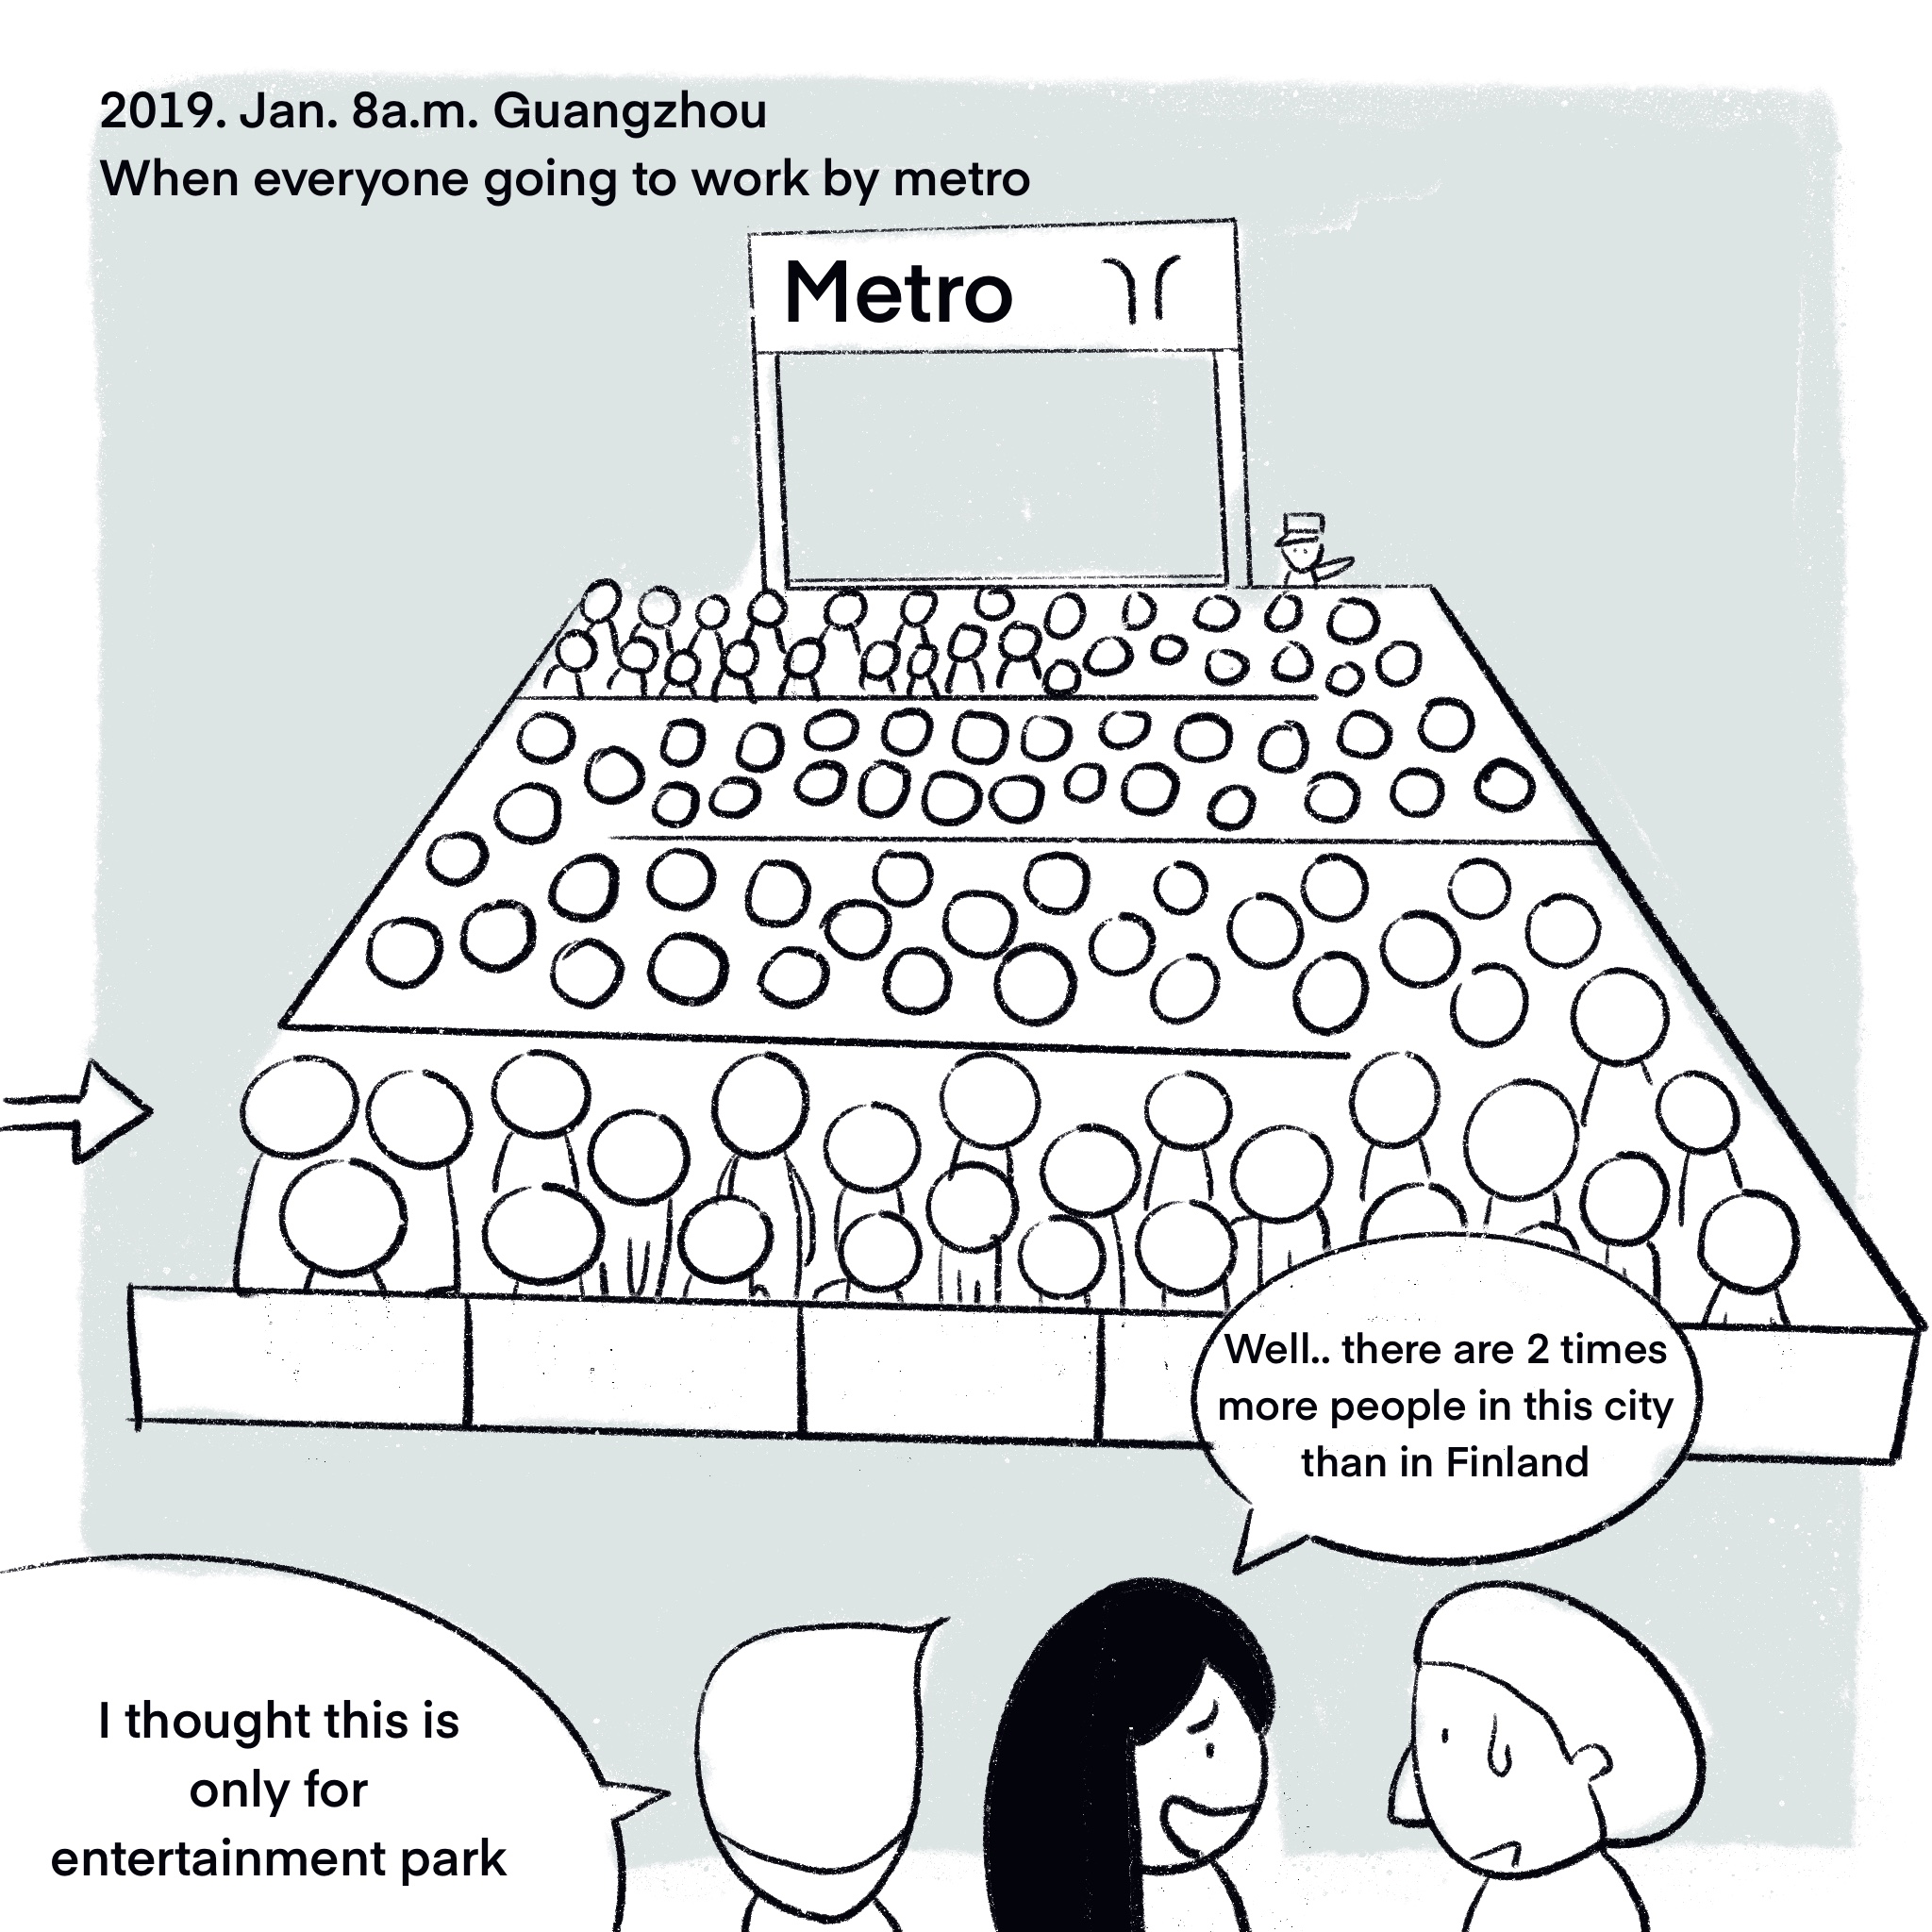 2019. Jan. 8a.m. Guangzhou
When everyone going to work by metro
Metro
Well.. there are 2 times
more people in this city
than in Finland
I thought this is
only for
entertainment park